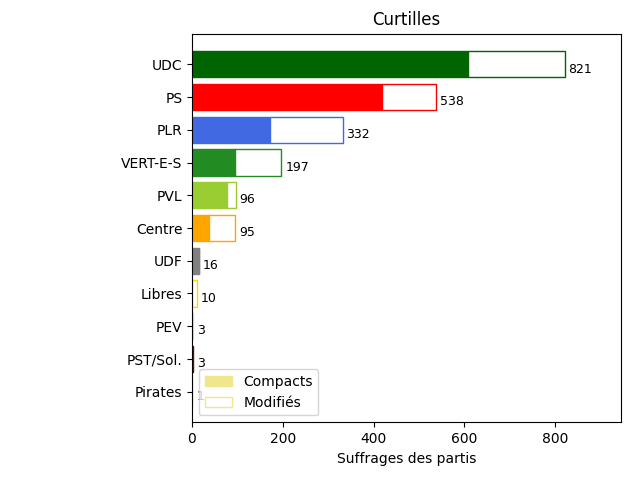 Curtilles
UDC 821
PS 538
PLR 332
VERT-E-S 197
PVL 96
Centre 95
UDF 16
Libres 10
PEV 3
PST/Sol. 3
Pirates 1
Compacts
Modifiés
0 200 400 600 800
Suffrages des partis